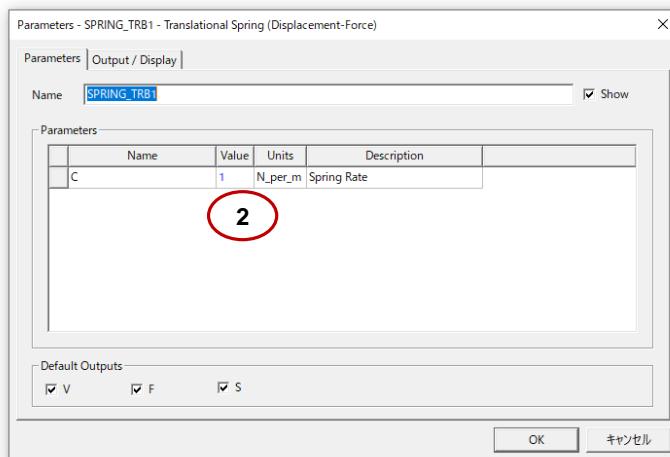 Parameters - SPRING_TRB1 - Translational Spring (Displacement-Force)
Parameters Output / Display
Name SPRING_TRB1 Show
Parameters
Name Value Units Description
C 1 N_per_m Spring Rate
2
Default Outputs
V F S
OK キャンセル